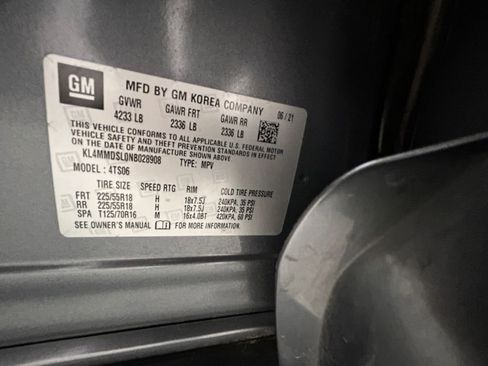 GM
MFD BY GM KOREA COMPANY 06 / 21
GVWR GAWR FRT GAWR RR
4233 LB 2336 LB 2336 LB
THIS VEHICLE CONFORMS TO ALL APPLICABLE U.S. FEDERAL MOTOR
VEHICLE SAFETY AND THEFT PREVENTION STANDARDS IN EFFECT
ON THE DATE OF MANUFACTURE SHOWN ABOVE.
KL4MMDSL0NB028908 TYPE: MPV
MODEL : 4TS06
TIRE SIZE SPEED RTG RIM COLD TIRE PRESSURE
FRT 225/55R18 H 18x7.5J 240KPA, 35 PSI
RR 225/55R18 H 18x7.5J 240KPA, 35 PSI
SPA T125/70R16 M 16x4.0BT 420KPA, 60 PSI
SEE OWNER'S MANUAL FOR MORE INFORMATION.